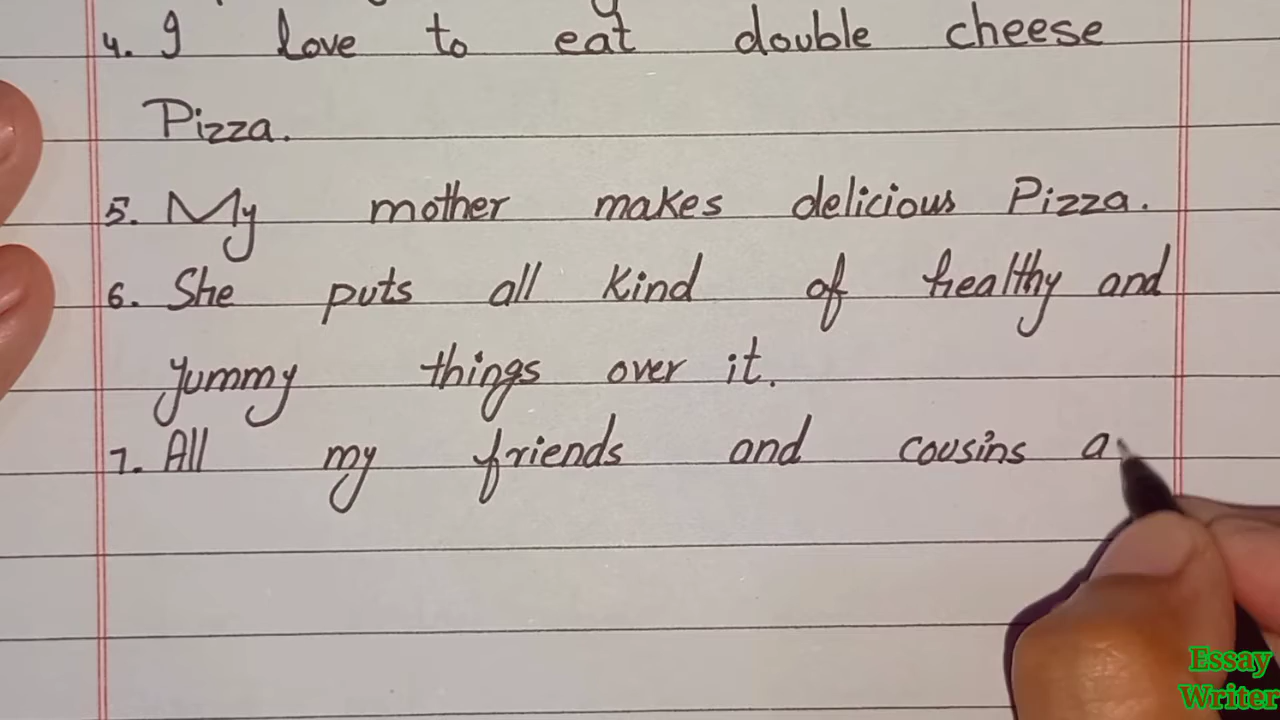 4. I love to eat double cheese
Pizza.
5. My mother makes delicious Pizza.
6. She puts all kind of healthy and
yummy things over it.
7. All my friends and cousins a
Essay
Writer